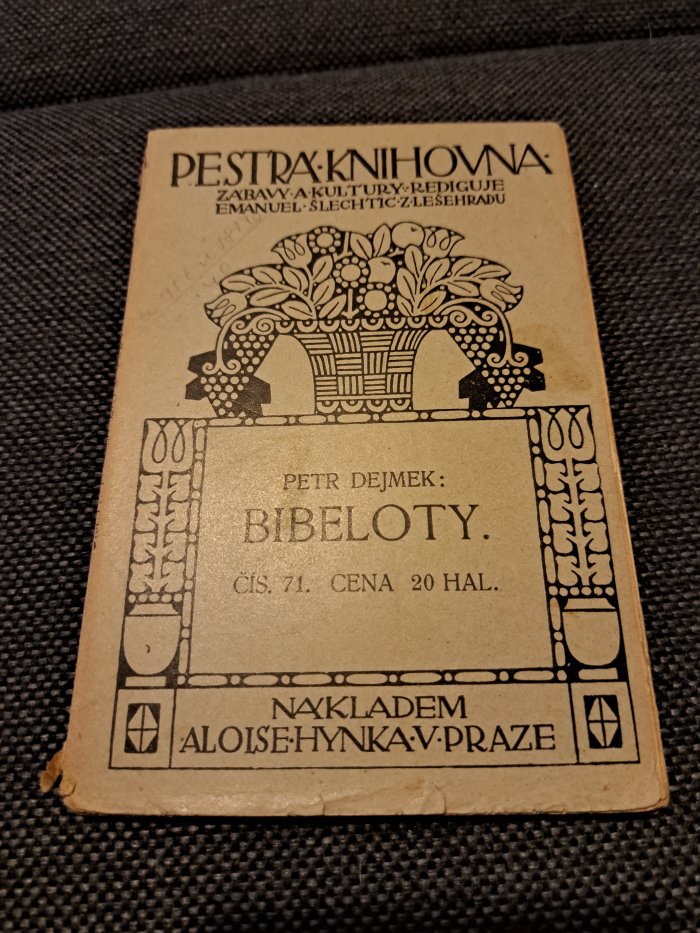 PESTRÁ·KNIHOVNA·
ZÁBAVY·A·KULTURY·REDIGUJE
EMANUEL·ŠLECHTIC·Z·LEŠEHRADU
PETR DEJMEK:
BIBELOTY.
ČÍS. 71. CENA 20 HAL.
NÁKLADEM
ALOISE·HYNKA·V·PRAZE